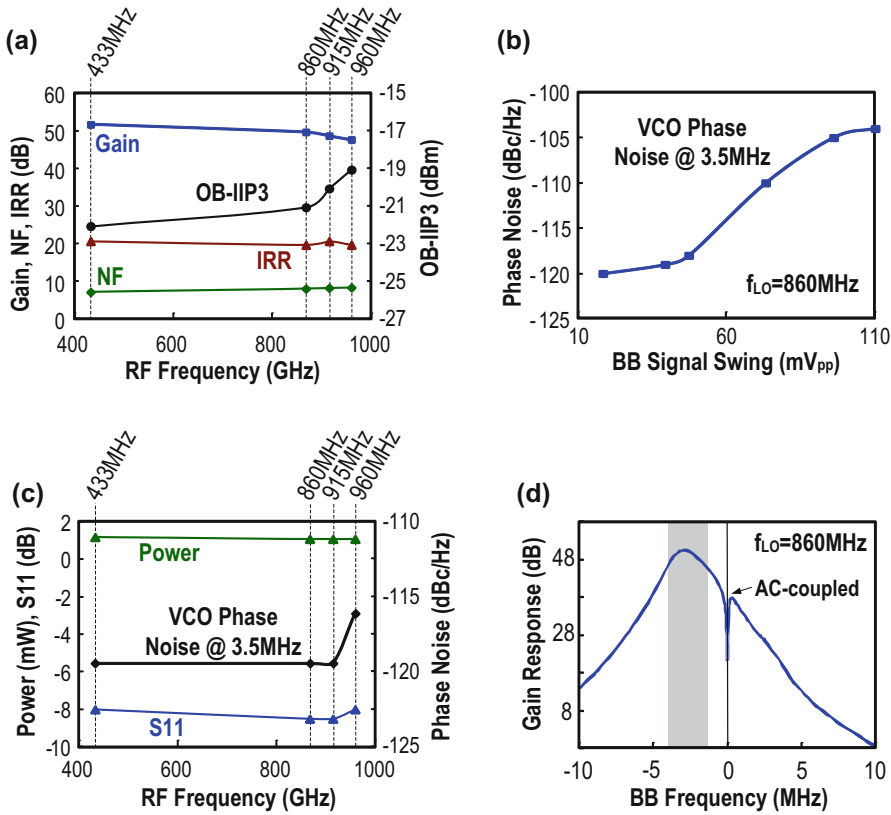 (a)
433MHz
860MHz
915MHz
960MHz
60
50
40
30
20
10
0
Gain, NF, IRR (dB)
Gain
OB-IIP3
IRR
NF
-15
-17
-19
-21
-23
-25
-27
OB-IIP3 (dBm)
400
600
800
1000
RF Frequency (GHz)
(b)
-100
-105
-110
-115
-120
-125
Phase Noise (dBc/Hz)
VCO Phase
Noise @ 3.5MHz
fLO=860MHz
10
60
110
BB Signal Swing (mVpp)
(c)
433MHz
860MHz
915MHz
960MHz
2
0
-2
-4
-6
-8
-10
Power (mW), S11 (dB)
Power
VCO Phase
Noise @ 3.5MHz
S11
-111
-115
-120
-125
Phase Noise (dBc/Hz)
400
600
800
1000
RF Frequency (GHz)
(d)
48
28
8
Gain Response (dB)
fLO=860MHz
AC-coupled
-10
-5
0
5
10
BB Frequency (MHz)